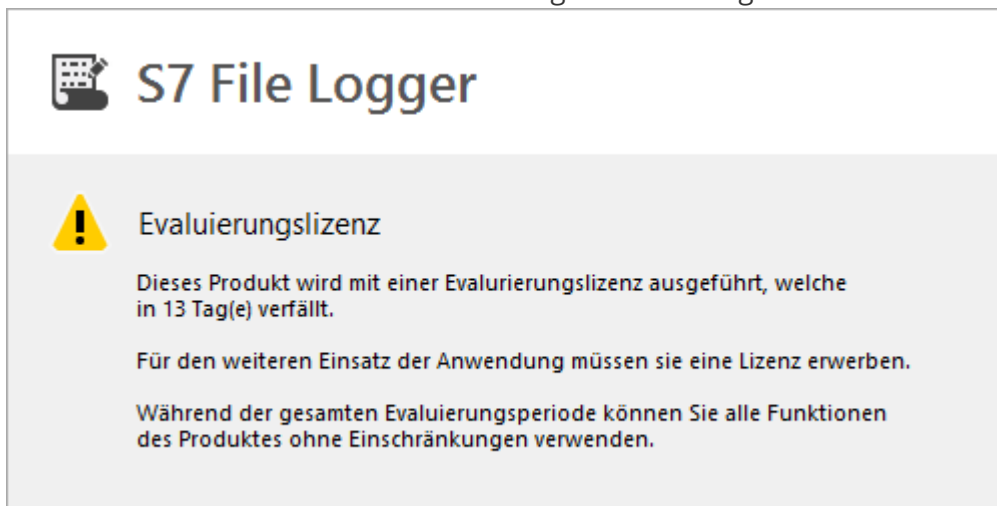 S7 File Logger
Evaluierungslizenz
Dieses Produkt wird mit einer Evalurierungslizenz ausgeführt, welche
in 13 Tag(e) verfällt.
Für den weiteren Einsatz der Anwendung müssen sie eine Lizenz erwerben.
Während der gesamten Evaluierungsperiode können Sie alle Funktionen
des Produktes ohne Einschränkungen verwenden.